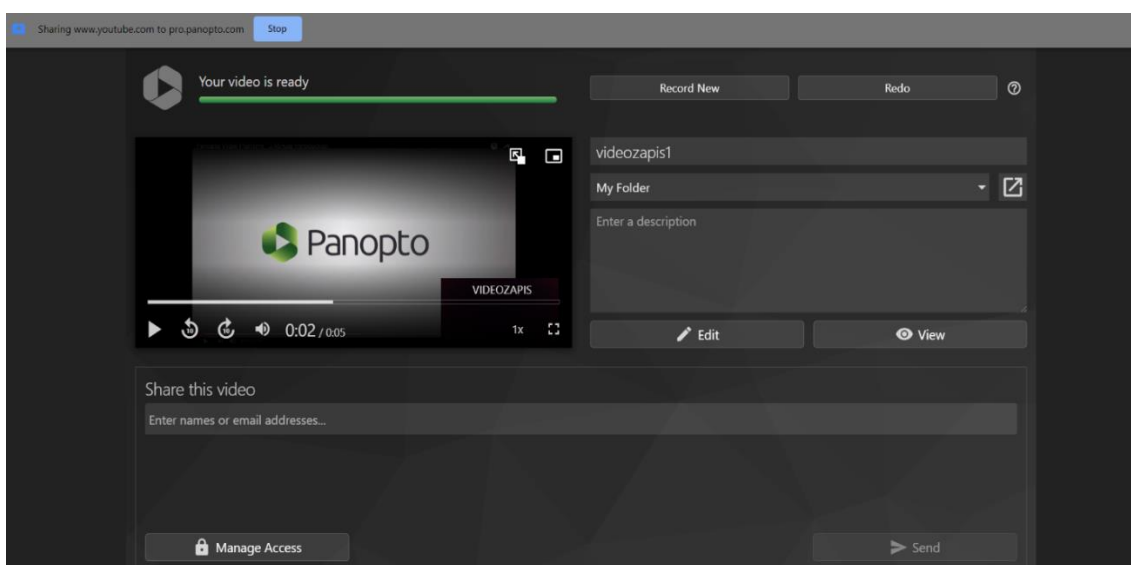 Sharing www.youtube.com to pro.panopto.com Stop
Your video is ready
Record New
Redo
Panopto
VIDEOZAPIS
10
10
0:02 / 0:05
1x
videozapis1
My Folder
Enter a description
Edit
View
Share this video
Enter names or email addresses...
Manage Access
Send